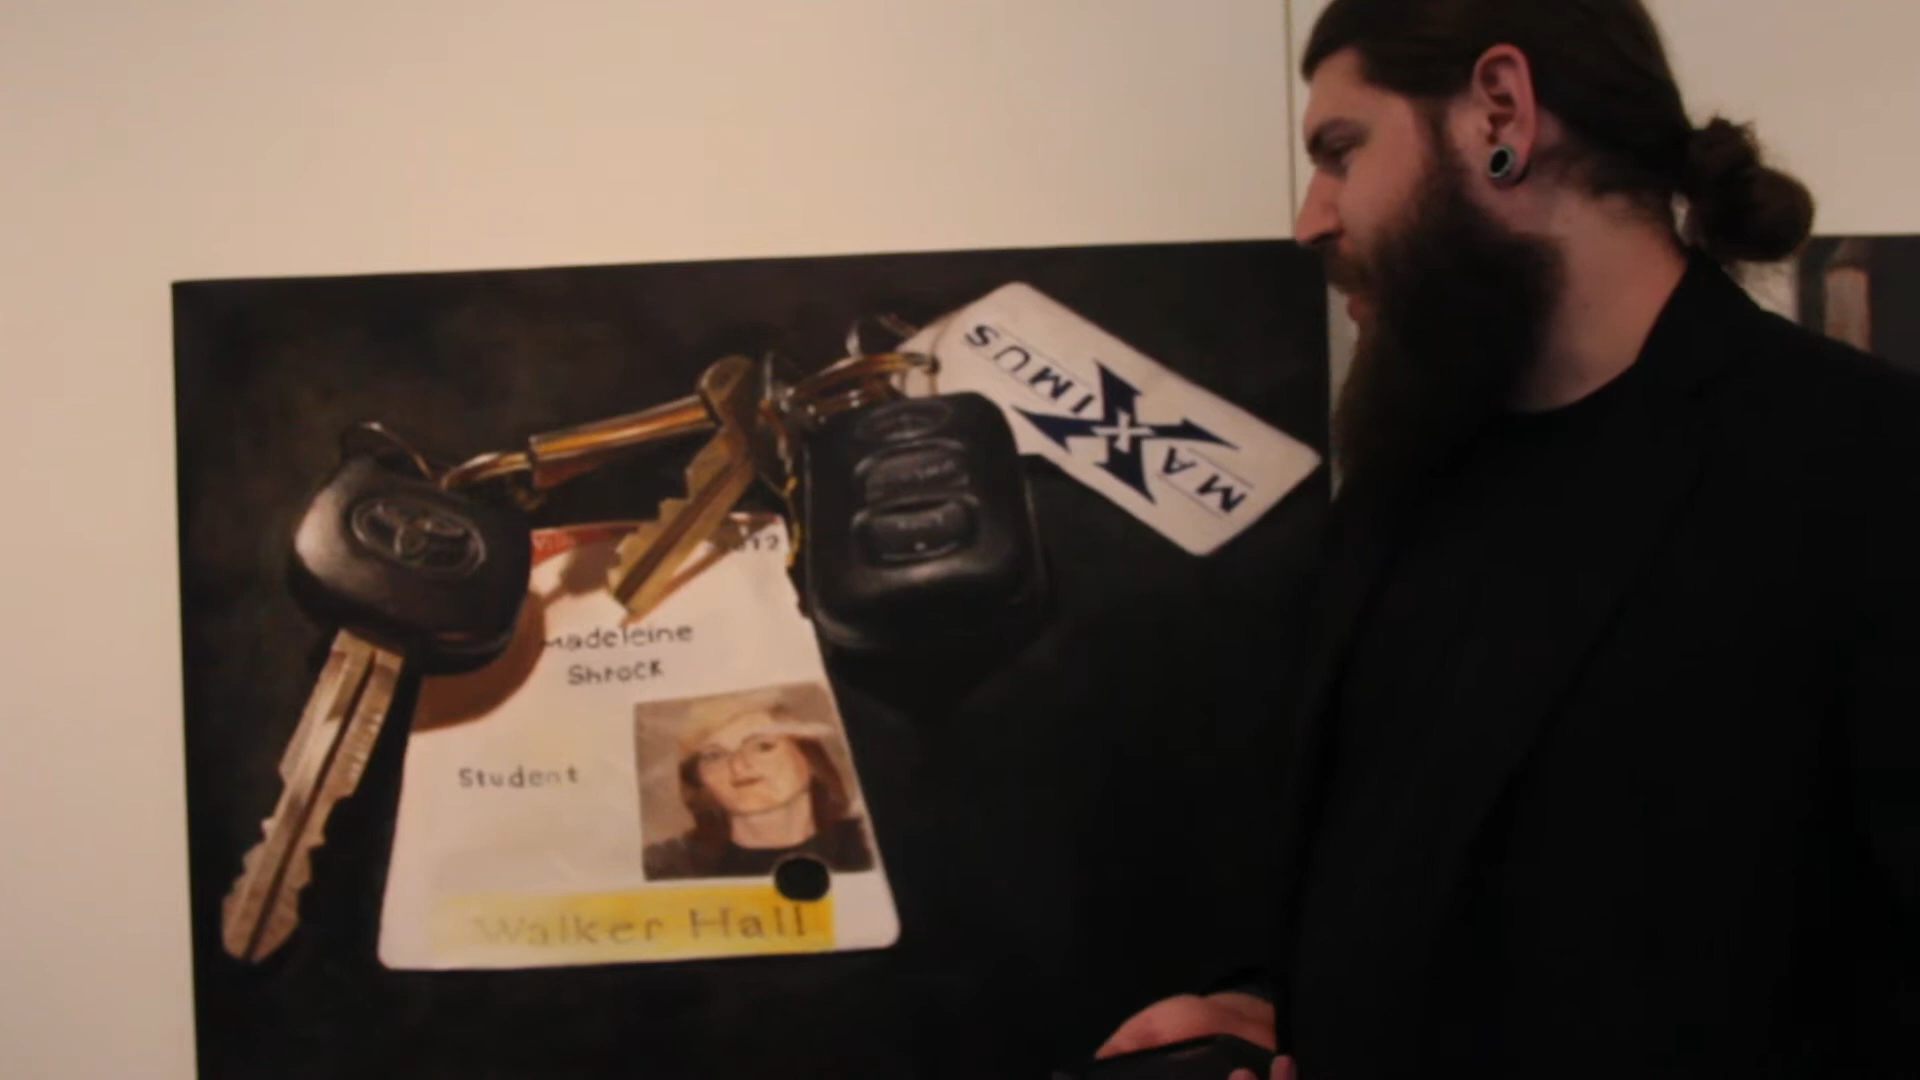 MAXIMUS
Madeleine
Shrock
Student
Walker Hall